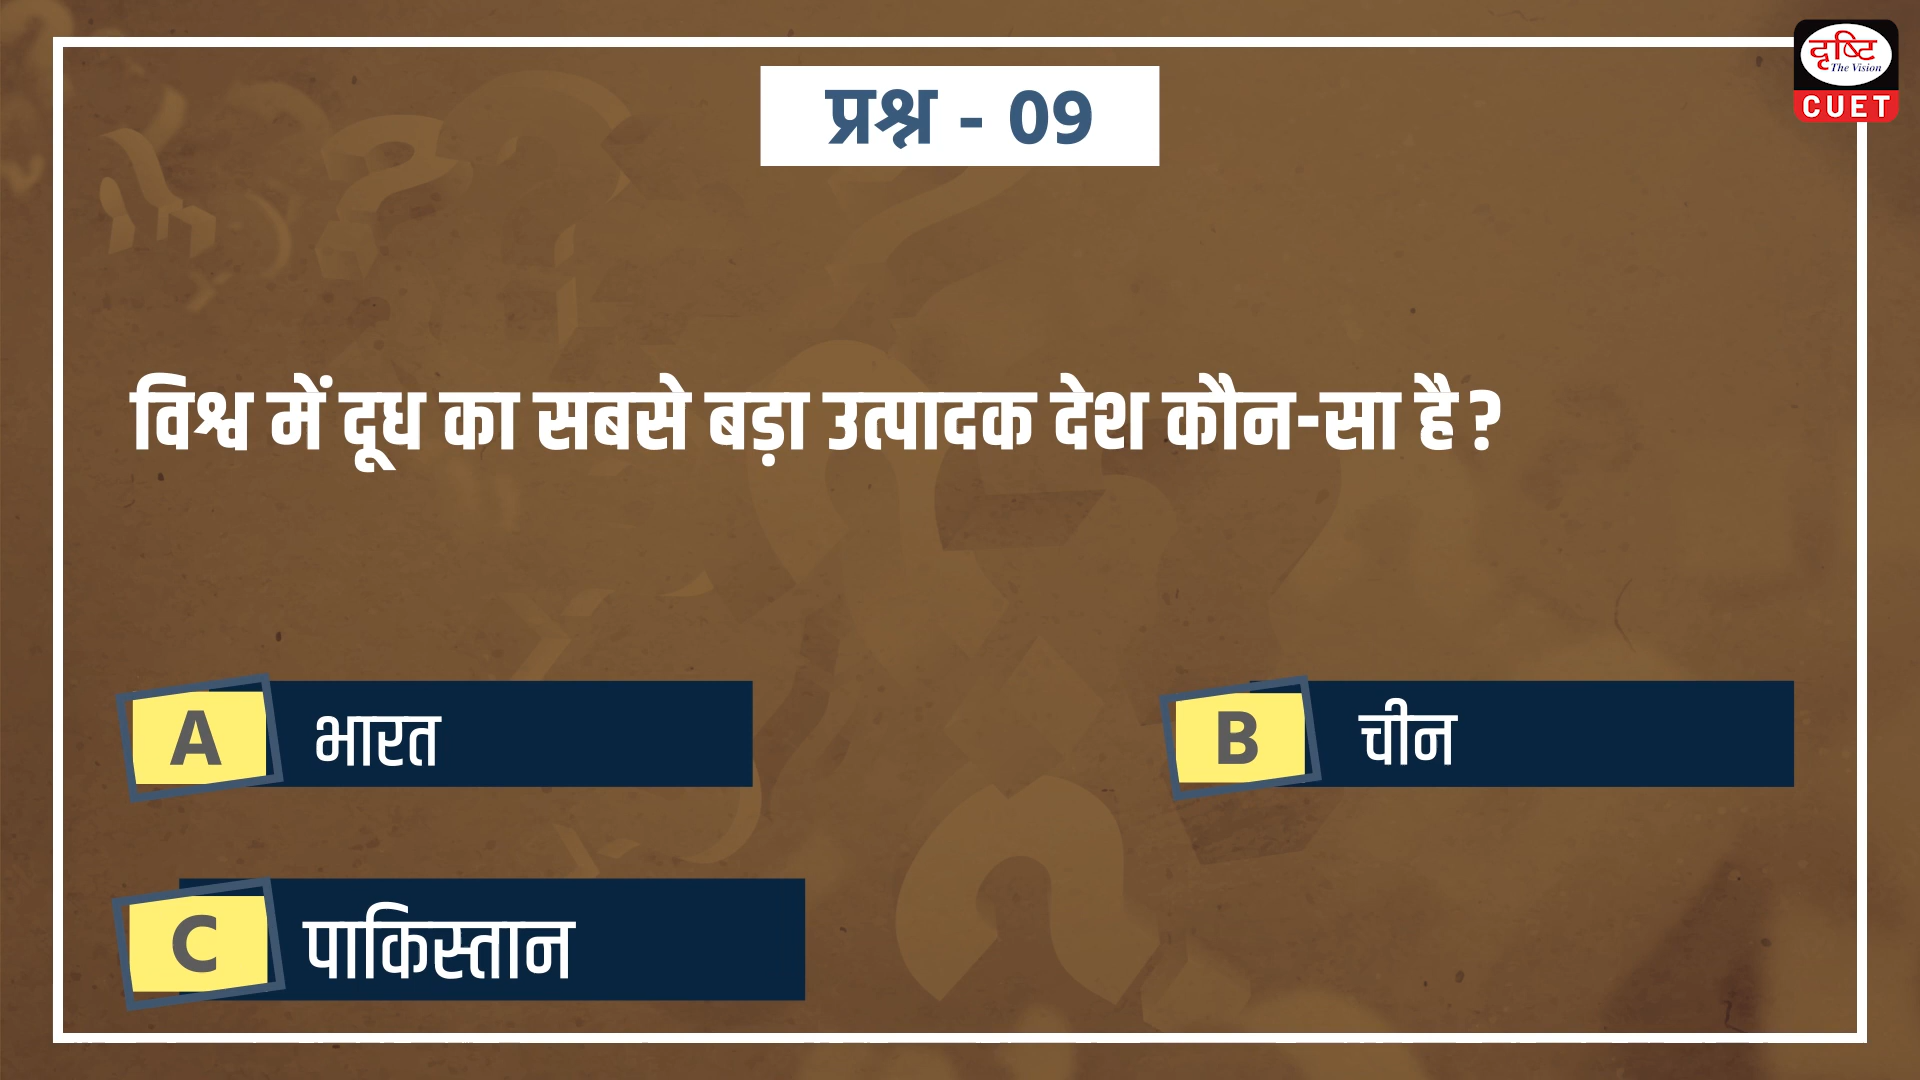 दृष्टि
The Vision
CUET
प्रश्न - 09
विश्व में दूध का सबसे बड़ा उत्पादक देश कौन-सा है?
A भारत
B चीन
C पाकिस्तान